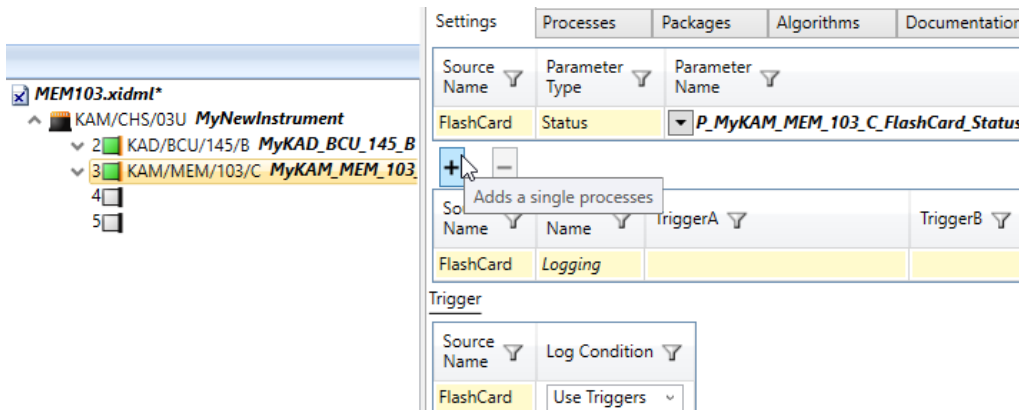 Settings Processes Packages Algorithms Documentation
Source Name Parameter Type Parameter Name
FlashCard Status P_MyKAM_MEM_103_C_FlashCard_Status
MEM103.xidml*
KAM/CHS/03U MyNewInstrument
2 KAD/BCU/145/B MyKAD_BCU_145_B
3 KAM/MEM/103/C MyKAM_MEM_103_
4
5
+ −
Adds a single processes
Name Name TriggerA TriggerB
FlashCard Logging
Trigger
Source Name Log Condition
FlashCard Use Triggers